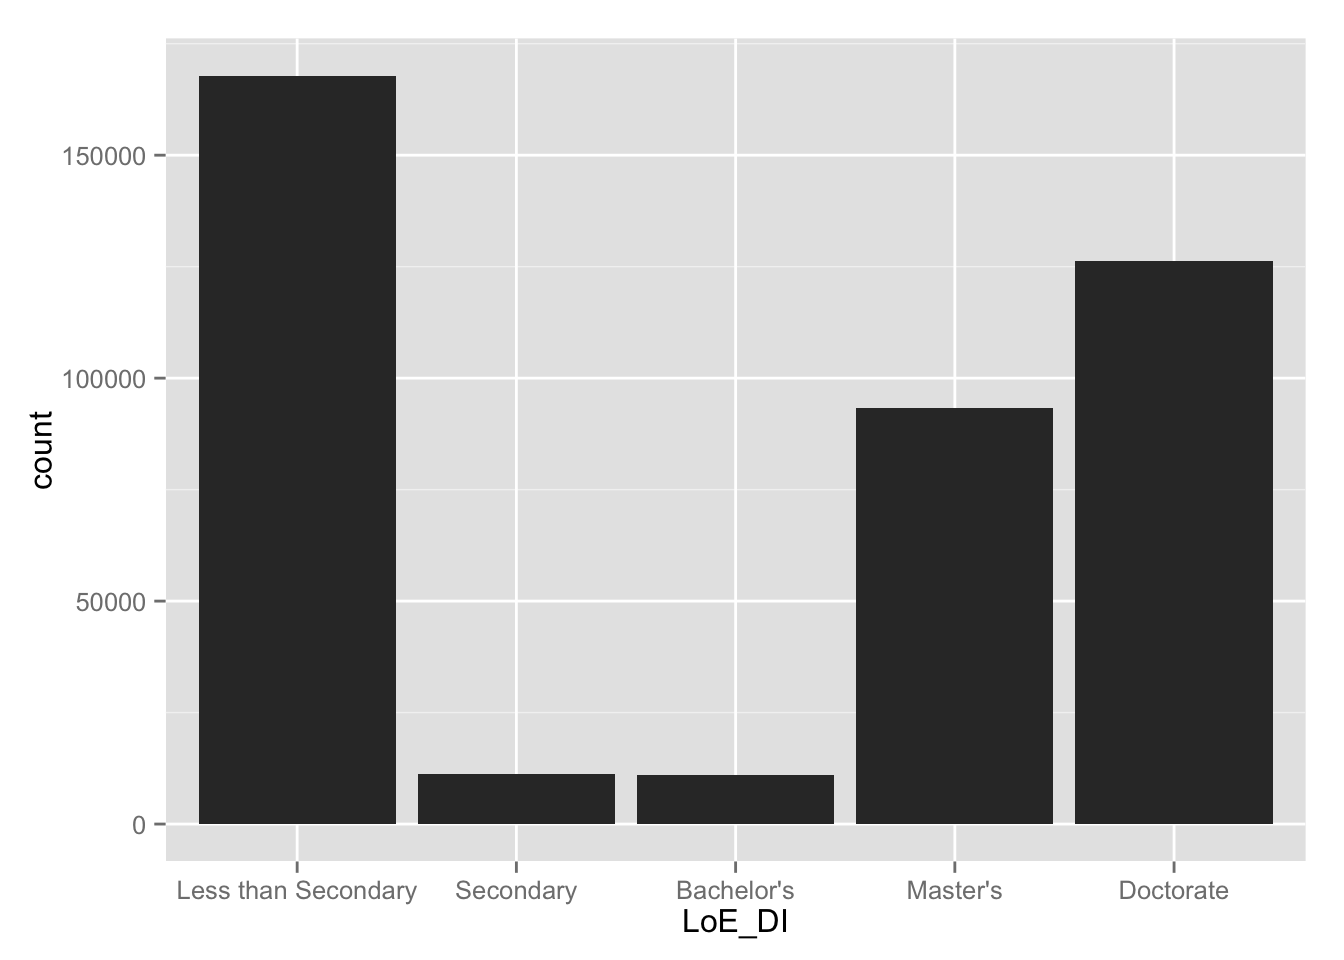 count
150000
100000
50000
0
Less than Secondary Secondary Bachelor's Master's Doctorate
LoE_DI